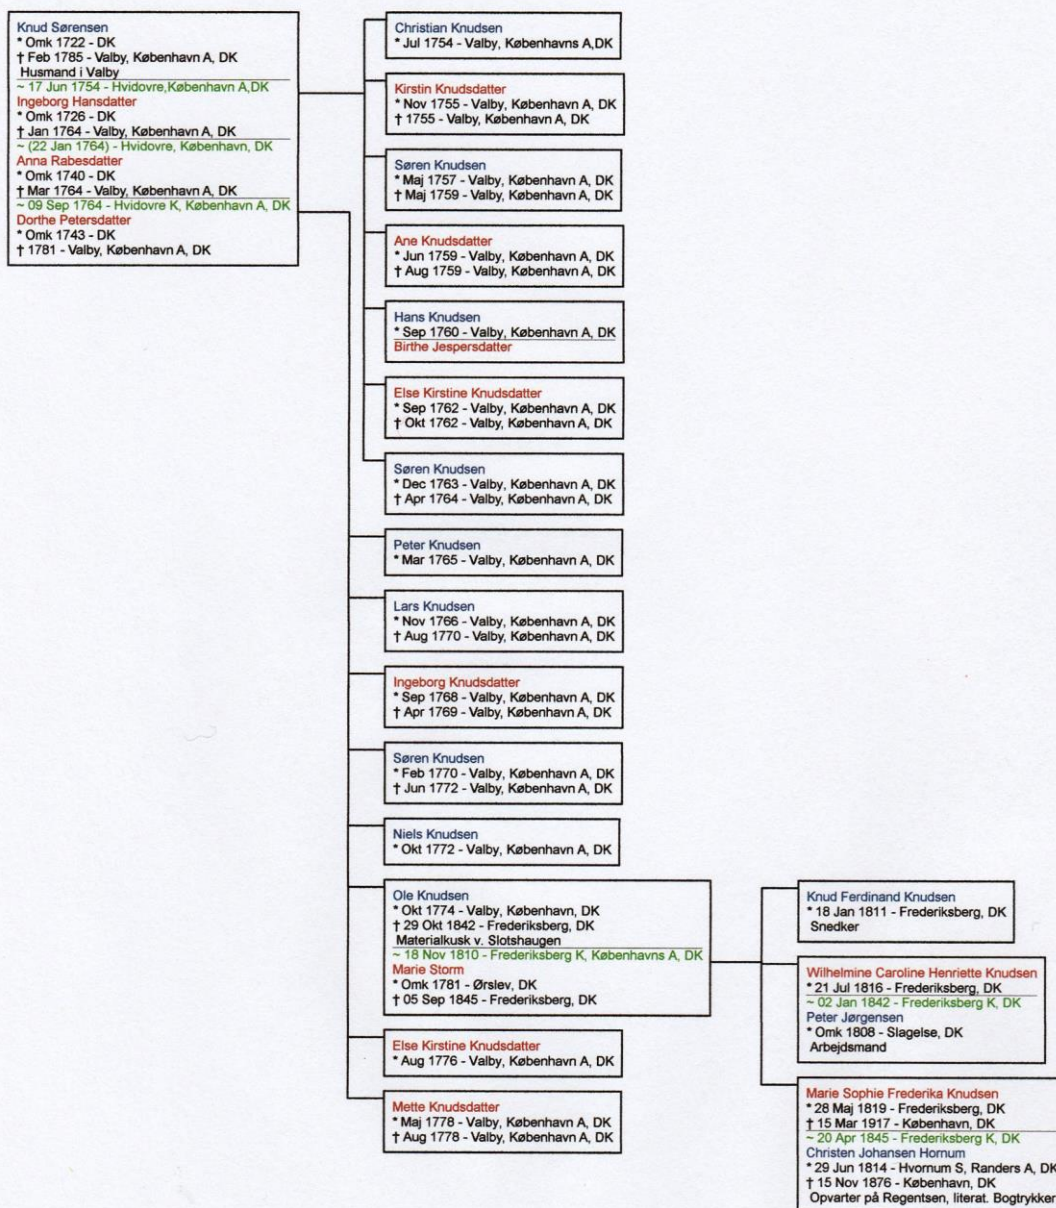 Knud Sørensen
* Omk 1722 - DK
† Feb 1785 - Valby, København A, DK
Husmand i Valby
~ 17 Jun 1754 - Hvidovre,København A,DK
Ingeborg Hansdatter
* Omk 1726 - DK
† Jan 1764 - Valby, København A, DK
~ (22 Jan 1764) - Hvidovre, København, DK
Anna Rabesdatter
* Omk 1740 - DK
† Mar 1764 - Valby, København A, DK
~ 09 Sep 1764 - Hvidovre K, København A, DK
Dorthe Petersdatter
* Omk 1743 - DK
† 1781 - Valby, København A, DK
Christian Knudsen
* Jul 1754 - Valby, Københavns A,DK
Kirstin Knudsdatter
* Nov 1755 - Valby, København A, DK
† 1755 - Valby, København A, DK
Søren Knudsen
* Maj 1757 - Valby, København A, DK
† Maj 1759 - Valby, København A, DK
Ane Knudsdatter
* Jun 1759 - Valby, København A, DK
† Aug 1759 - Valby, København A, DK
Hans Knudsen
* Sep 1760 - Valby, København A, DK
Birthe Jespersdatter
Else Kirstine Knudsdatter
* Sep 1762 - Valby, København A, DK
† Okt 1762 - Valby, København A, DK
Søren Knudsen
* Dec 1763 - Valby, København A, DK
† Apr 1764 - Valby, København A, DK
Peter Knudsen
* Mar 1765 - Valby, København A, DK
Lars Knudsen
* Nov 1766 - Valby, København A, DK
† Aug 1770 - Valby, København A, DK
Ingeborg Knudsdatter
* Sep 1768 - Valby, København A, DK
† Apr 1769 - Valby, København A, DK
Søren Knudsen
* Feb 1770 - Valby, København A, DK
† Jun 1772 - Valby, København A, DK
Niels Knudsen
* Okt 1772 - Valby, København A, DK
Ole Knudsen
* Okt 1774 - Valby, København, DK
† 29 Okt 1842 - Frederiksberg, DK
Materialkusk v. Slotshaugen
~ 18 Nov 1810 - Frederiksberg K, Københavns A, DK
Marie Storm
* Omk 1781 - Ørslev, DK
† 05 Sep 1845 - Frederiksberg, DK
Else Kirstine Knudsdatter
* Aug 1776 - Valby, København A, DK
Mette Knudsdatter
* Maj 1778 - Valby, København A, DK
† Aug 1778 - Valby, København A, DK
Knud Ferdinand Knudsen
* 18 Jan 1811 - Frederiksberg, DK
Snedker
Wilhelmine Caroline Henriette Knudsen
* 21 Jul 1816 - Frederiksberg, DK
~ 02 Jan 1842 - Frederiksberg K, DK
Peter Jørgensen
* Omk 1808 - Slagelse, DK
Arbejdsmand
Marie Sophie Frederika Knudsen
* 28 Maj 1819 - Frederiksberg, DK
† 15 Mar 1917 - København, DK
~ 20 Apr 1845 - Frederiksberg K, DK
Christen Johansen Hornum
* 29 Jun 1814 - Hvornum S, Randers A, DK
† 15 Nov 1876 - København, DK
Opvarter på Regentsen, literat. Bogtrykker